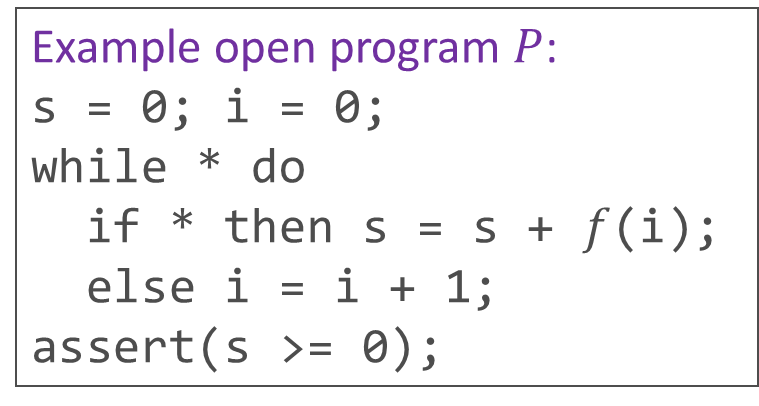 Example open program P:
s = 0; i = 0;
while * do
  if * then s = s + f(i);
  else i = i + 1;
assert(s >= 0);